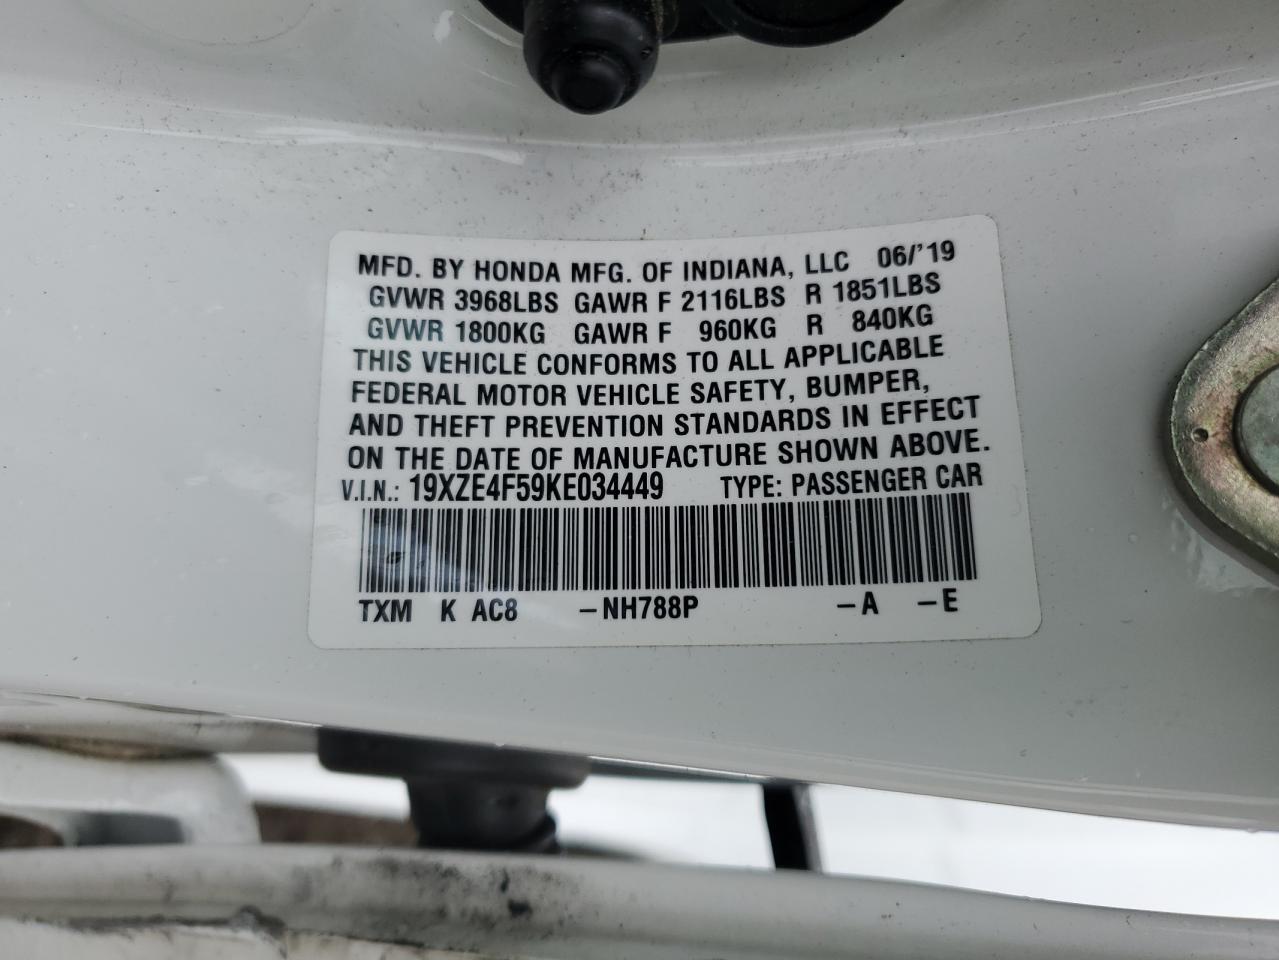 MFD. BY HONDA MFG. OF INDIANA, LLC 06/'19
GVWR 3968LBS GAWR F 2116LBS R 1851LBS
GVWR 1800KG GAWR F 960KG R 840KG
THIS VEHICLE CONFORMS TO ALL APPLICABLE
FEDERAL MOTOR VEHICLE SAFETY, BUMPER,
AND THEFT PREVENTION STANDARDS IN EFFECT
ON THE DATE OF MANUFACTURE SHOWN ABOVE.
V.I.N.: 19XZE4F59KE034449 TYPE: PASSENGER CAR
TXM K AC8 -NH788P -A -E